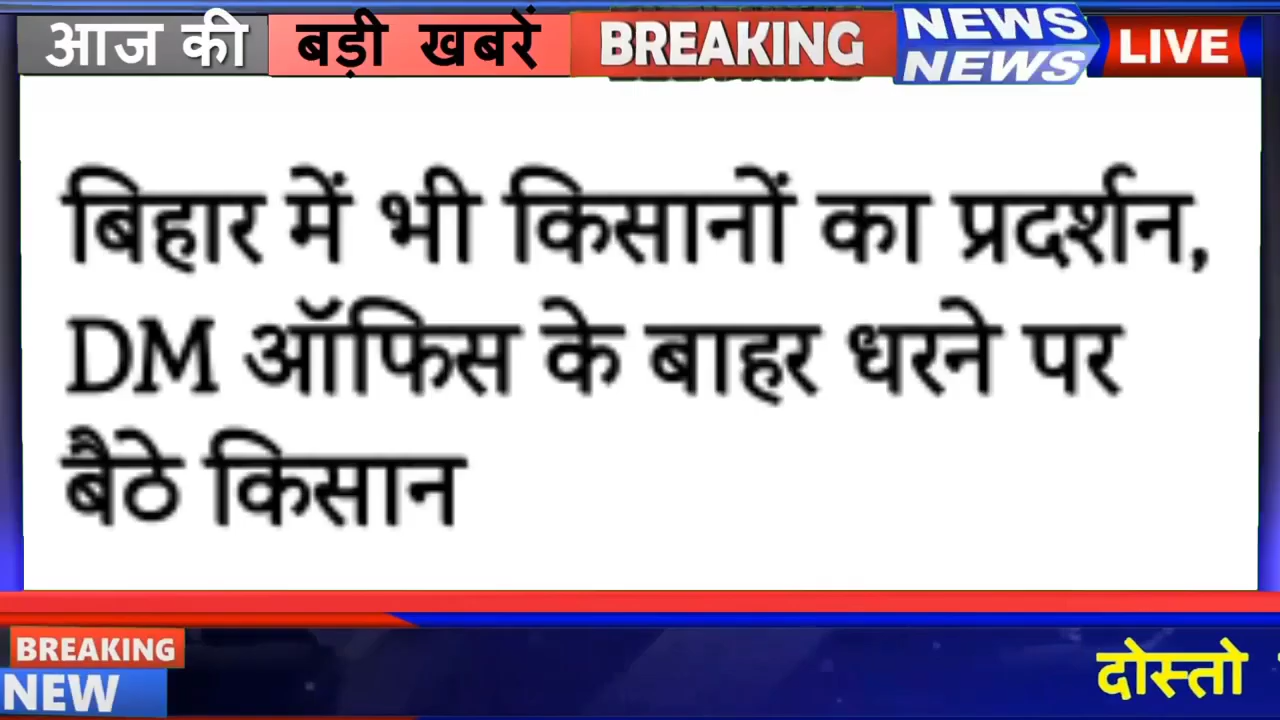 आज की बड़ी खबरें BREAKING NEWS LIVE
NEWS
बिहार में भी किसानों का प्रदर्शन,
DM ऑफिस के बाहर धरने पर
बैठे किसान
BREAKING
NEW
दोस्तो